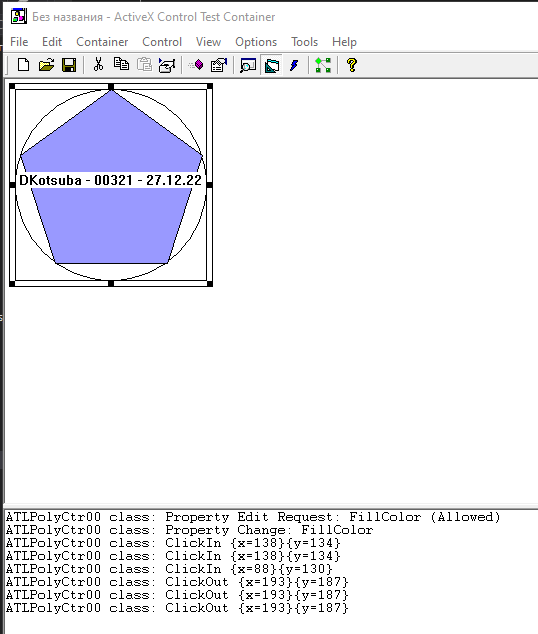 Без названия - ActiveX Control Test Container
File Edit Container Control View Options Tools Help
DKotsuba - 00321 - 27.12.22
ATLPolyCtr00 class: Property Edit Request: FillColor (Allowed)
ATLPolyCtr00 class: Property Change: FillColor
ATLPolyCtr00 class: ClickIn {x=138}{y=134}
ATLPolyCtr00 class: ClickIn {x=138}{y=134}
ATLPolyCtr00 class: ClickIn {x=88}{y=130}
ATLPolyCtr00 class: ClickOut {x=193}{y=187}
ATLPolyCtr00 class: ClickOut {x=193}{y=187}
ATLPolyCtr00 class: ClickOut {x=193}{y=187}